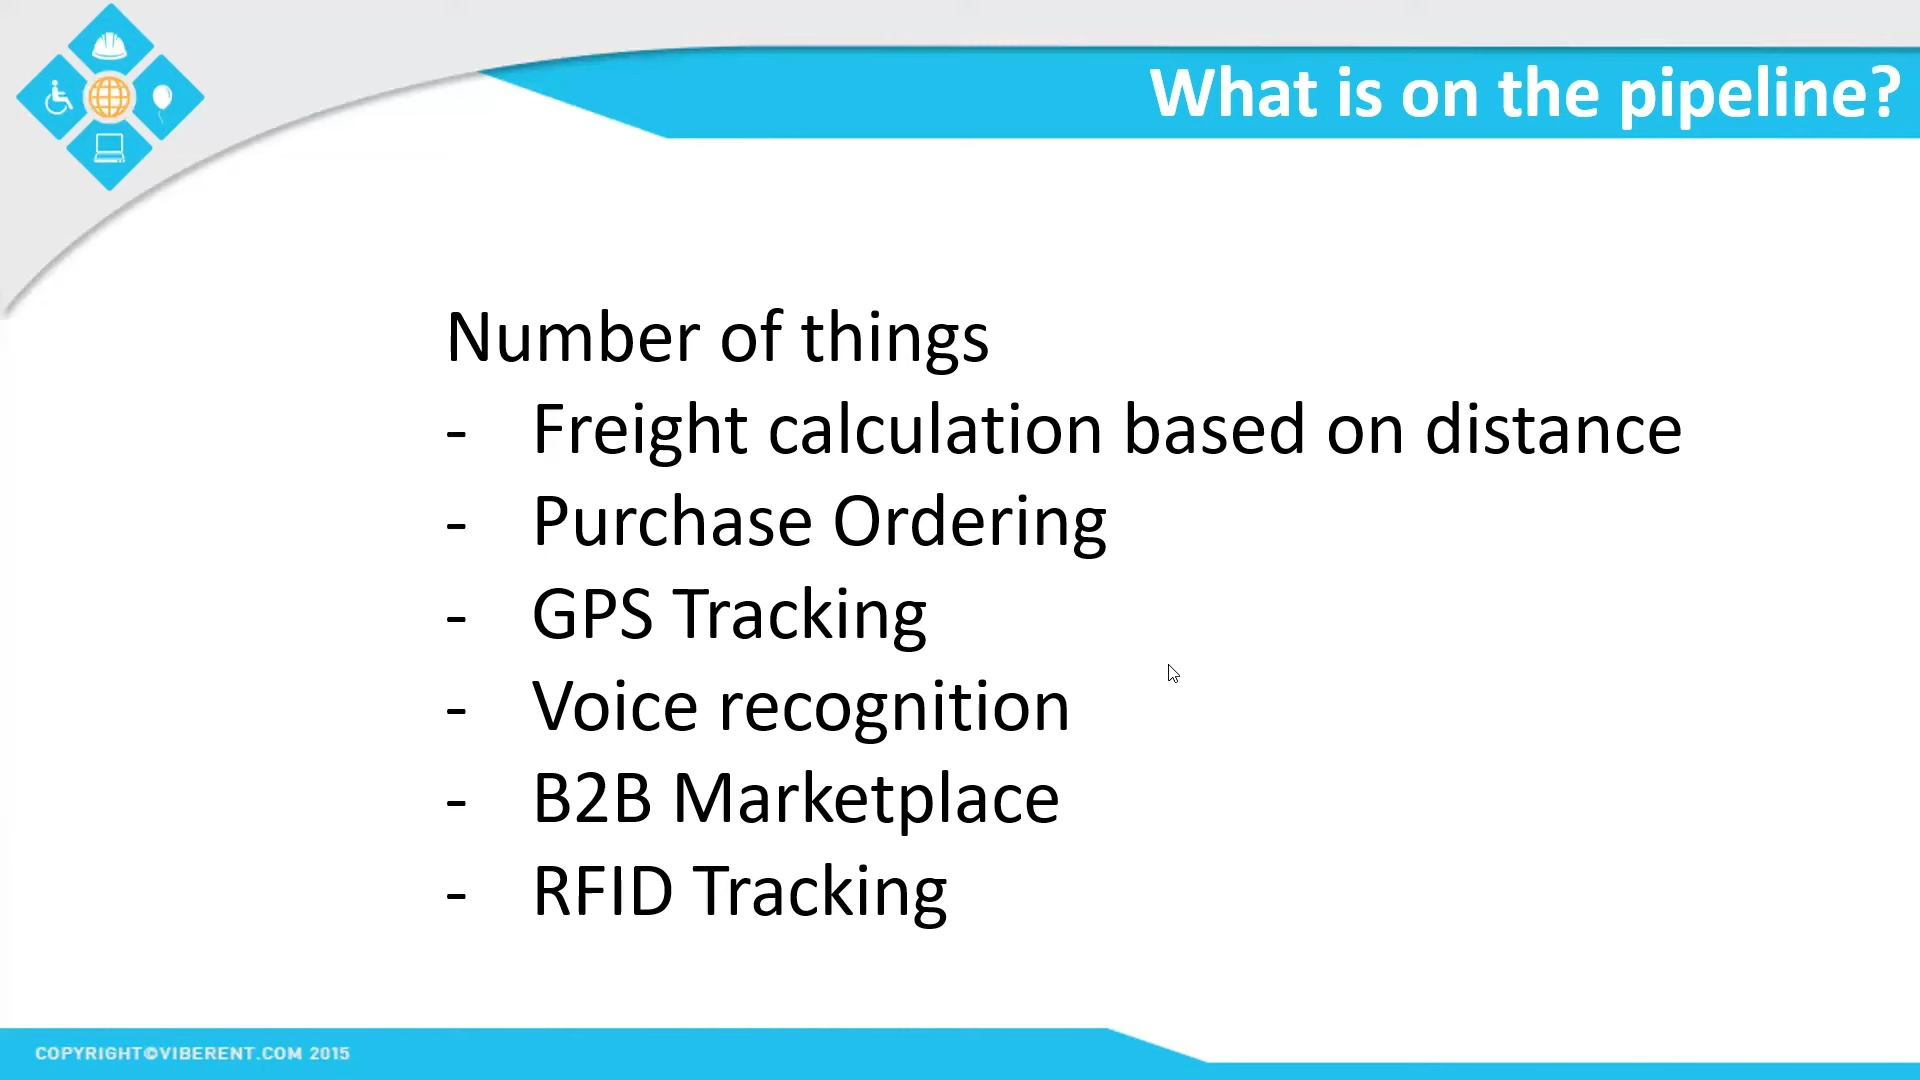 What is on the pipeline?
Number of things
- Freight calculation based on distance
- Purchase Ordering
- GPS Tracking
- Voice recognition
- B2B Marketplace
- RFID Tracking
COPYRIGHT©VIBERENT.COM 2015